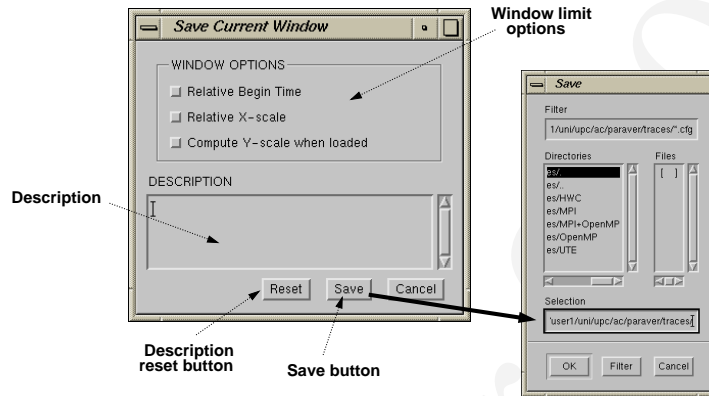 Window limit
options
Save Current Window
WINDOW OPTIONS
Relative Begin Time
Relative X-scale
Compute Y-scale when loaded
Description
DESCRIPTION
Reset
Save
Cancel
Description
reset button
Save button
Save
Filter
1/uni/upc/ac/paraver/traces/*.cfg
Directories
Files
es/.
[ ]
es/..
es/HWC
es/MPI
es/MPI+OpenMP
es/OpenMP
es/UTE
Selection
'user1/uni/upc/ac/paraver/traces/
OK
Filter
Cancel